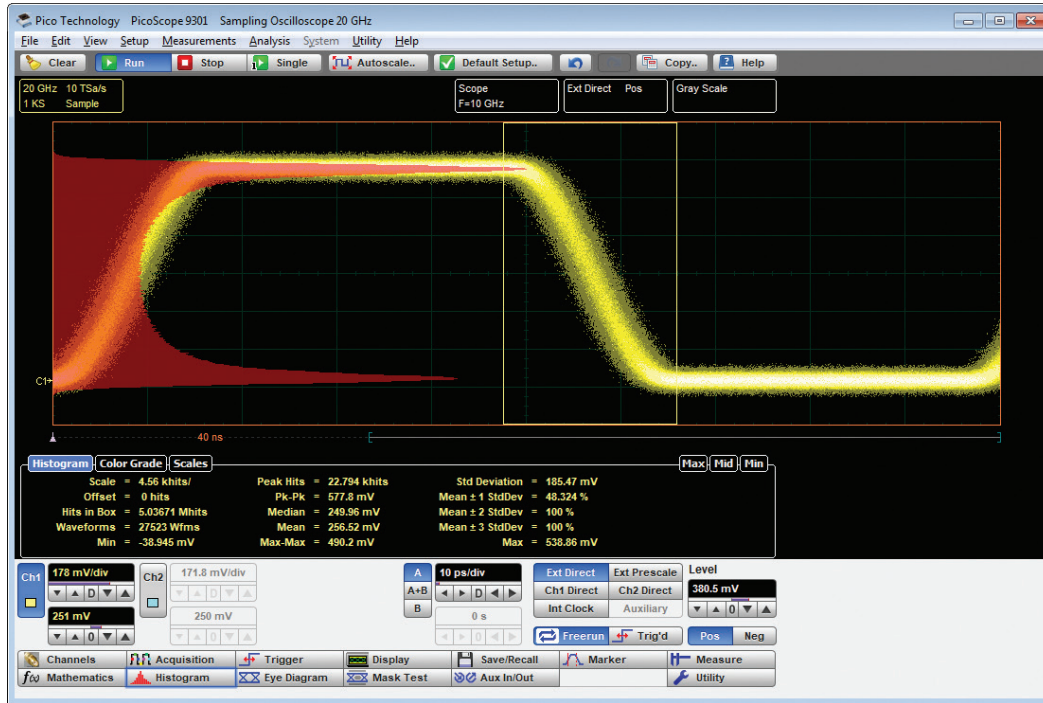 Pico Technology PicoScope 9301 Sampling Oscilloscope 20 GHz
File Edit View Setup Measurements Analysis System Utility Help
Clear Run Stop Single Autoscale.. Default Setup.. Copy.. Help
20 GHz 10 TSa/s Scope Ext Direct Pos Gray Scale
1 KS Sample F=10 GHz
C1
40 ns
Histogram Color Grade Scales Max Mid Min
Scale = 4.56 khits/ Peak Hits = 22.794 khits Std Deviation = 185.47 mV
Offset = 0 hits Pk-Pk = 577.8 mV Mean ± 1 StdDev = 48.324 %
Hits in Box = 5.03671 Mhits Median = 249.96 mV Mean ± 2 StdDev = 100 %
Waveforms = 27523 Wfms Mean = 256.52 mV Mean ± 3 StdDev = 100 %
Min = -38.945 mV Max-Max = 490.2 mV Max = 538.86 mV
Ch1 178 mV/div Ch2 171.8 mV/div A 10 ps/div Ext Direct Ext Prescale Level
D D A+B D Ch1 Direct Ch2 Direct 380.5 mV
251 mV 250 mV B 0 s Int Clock Auxiliary 0
0 0 0 Freerun Trig'd Pos Neg
Channels Acquisition Trigger Display Save/Recall Marker Measure
f(x) Mathematics Histogram Eye Diagram Mask Test Aux In/Out Utility